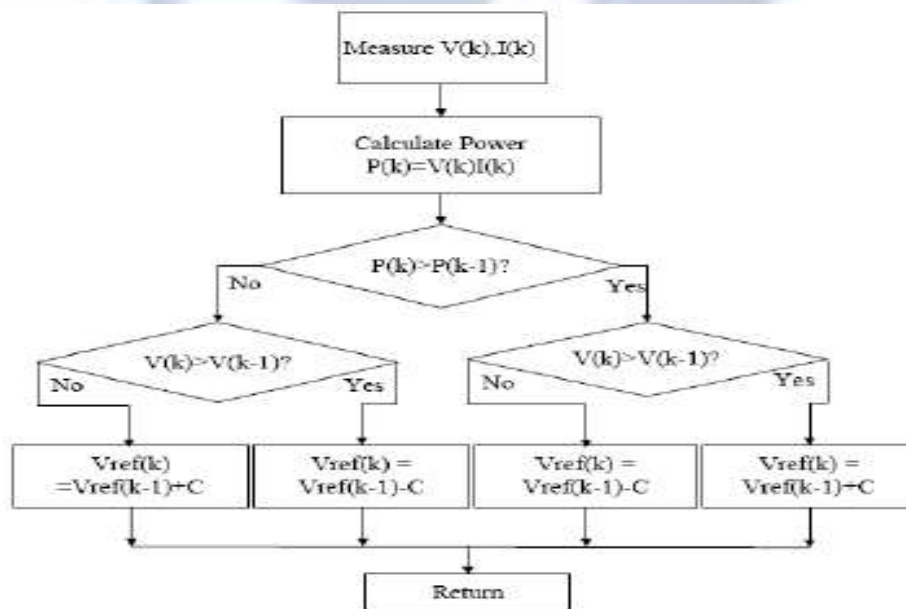 Measure V(k),I(k)
Calculate Power
P(k)=V(k)I(k)
P(k)>P(k-1)?
No
Yes
V(k)>V(k-1)?
V(k)>V(k-1)?
No
Yes
No
Yes
Vref(k)
=Vref(k-1)+C
Vref(k) =
Vref(k-1)-C
Vref(k) =
Vref(k-1)-C
Vref(k) =
Vref(k-1)+C
Return